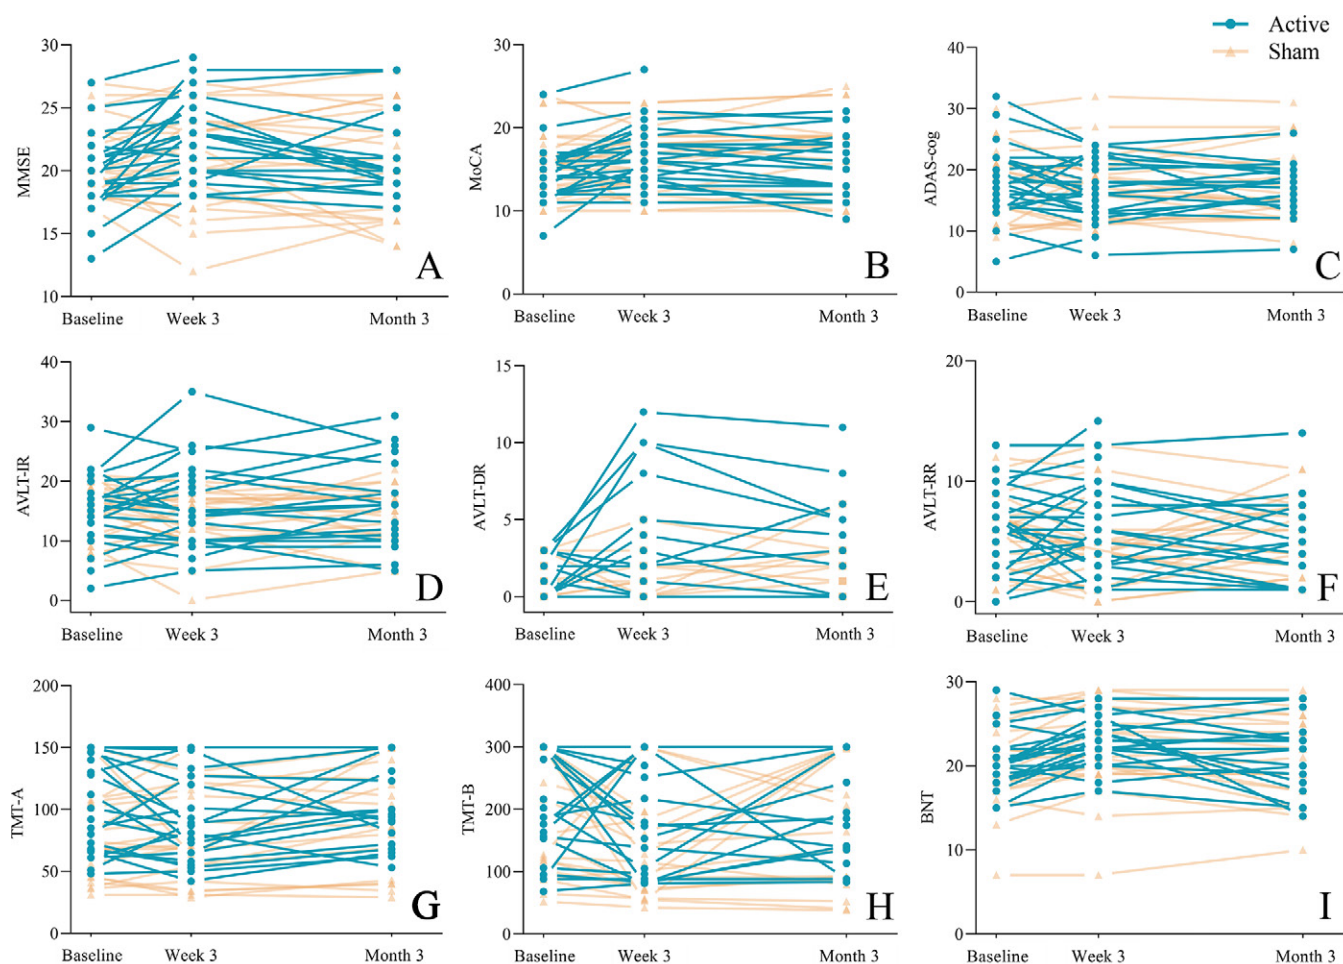 Active
Sham
30
25
20
15
10
MMSE
A
Baseline Week 3 Month 3
30
20
10
0
MoCA
B
Baseline Week 3 Month 3
40
30
20
10
0
ADAS-cog
C
Baseline Week 3 Month 3
40
30
20
10
0
AVLT-IR
D
Baseline Week 3 Month 3
15
10
5
0
AVLT-DR
E
Baseline Week 3 Month 3
20
10
0
AVLT-RR
F
Baseline Week 3 Month 3
200
150
100
50
0
TMT-A
G
Baseline Week 3 Month 3
400
300
200
100
0
TMT-B
H
Baseline Week 3 Month 3
30
20
10
0
BNT
I
Baseline Week 3 Month 3